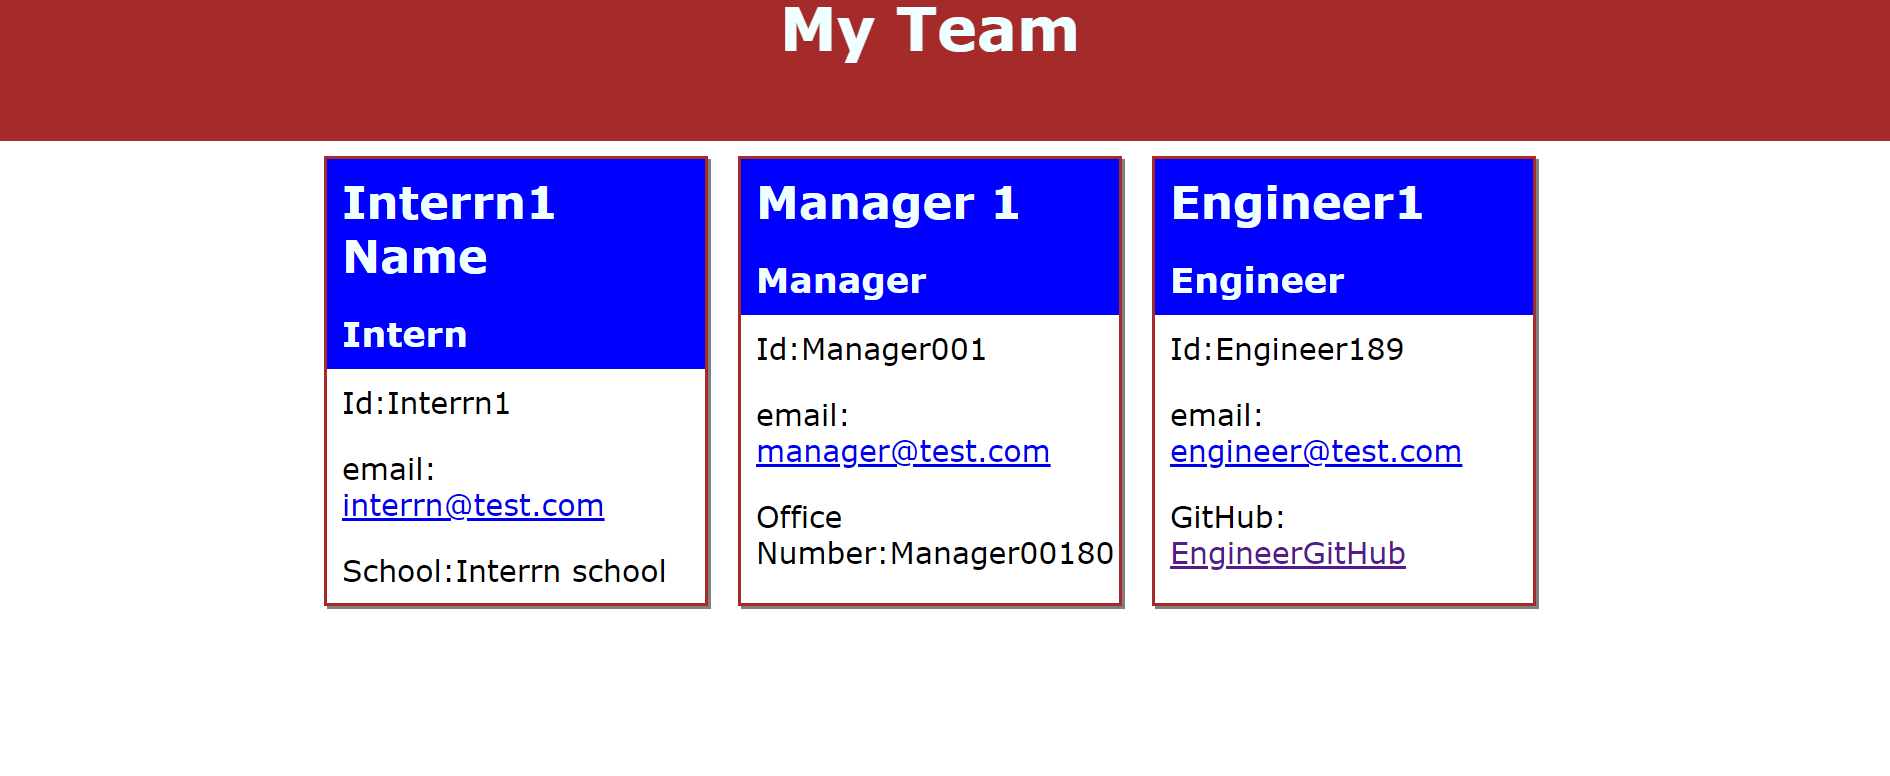 My Team
Interrn1
Name
Intern
Id:Interrn1
email:
interrn@test.com
School:Interrn school
Manager 1
Manager
Id:Manager001
email:
manager@test.com
Office
Number:Manager00180
Engineer1
Engineer
Id:Engineer189
email:
engineer@test.com
GitHub:
EngineerGitHub